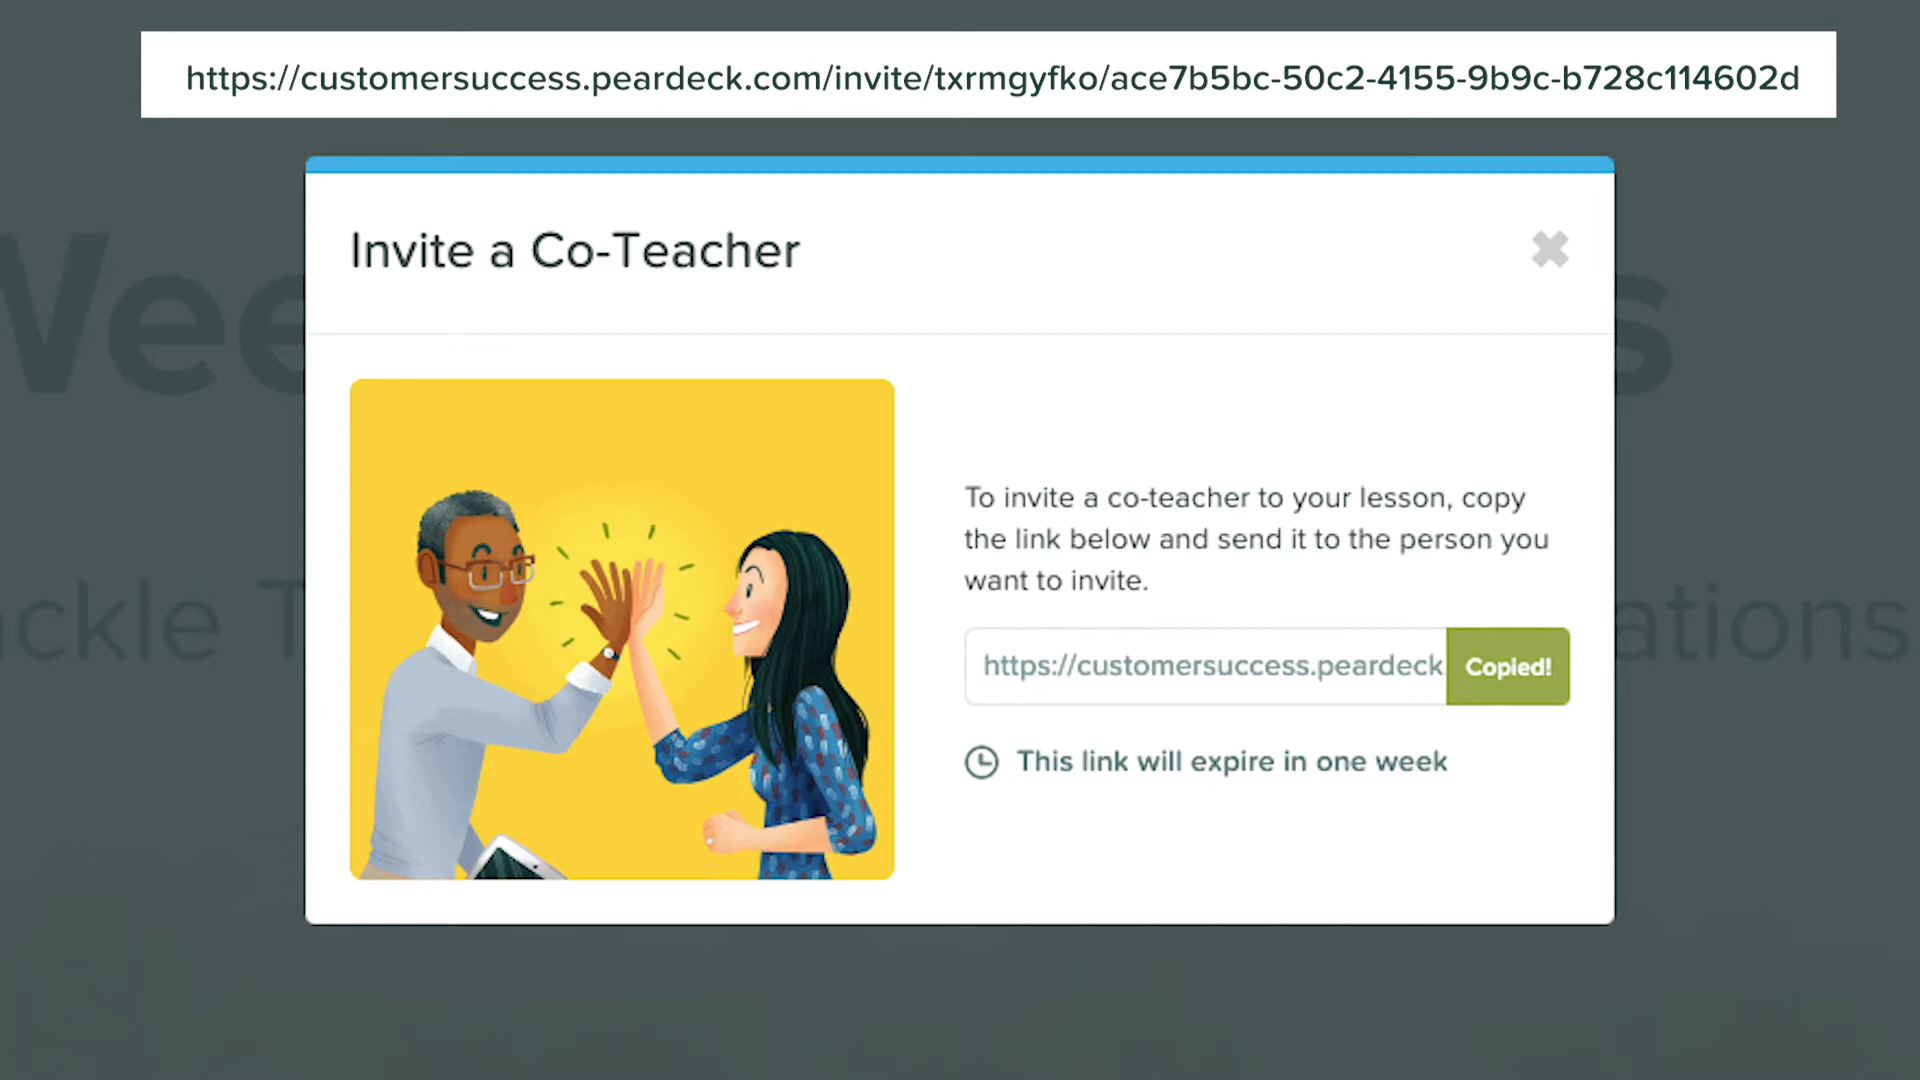 https://customersuccess.peardeck.com/invite/txrmgyfko/ace7b5bc-50c2-4155-9b9c-b728c114602d
Invite a Co-Teacher
To invite a co-teacher to your lesson, copy
the link below and send it to the person you
want to invite.
https://customersuccess.peardeck
Copied!
This link will expire in one week